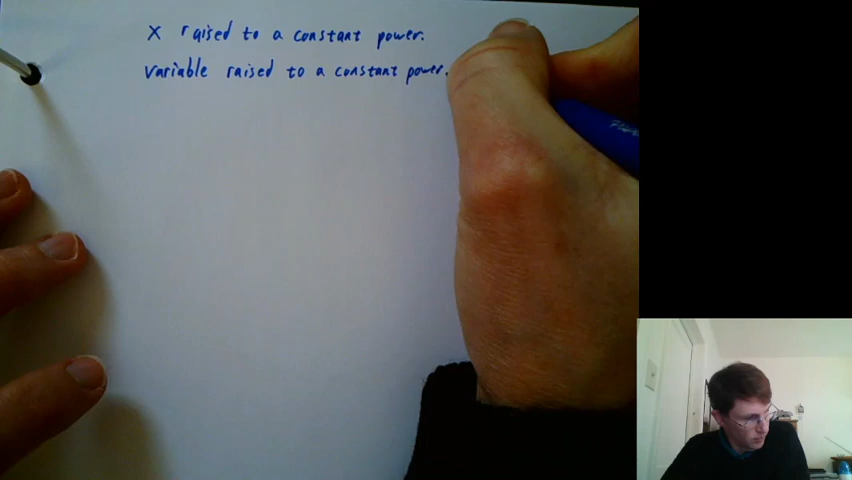 x raised to a constant power.
variable raised to a constant power.